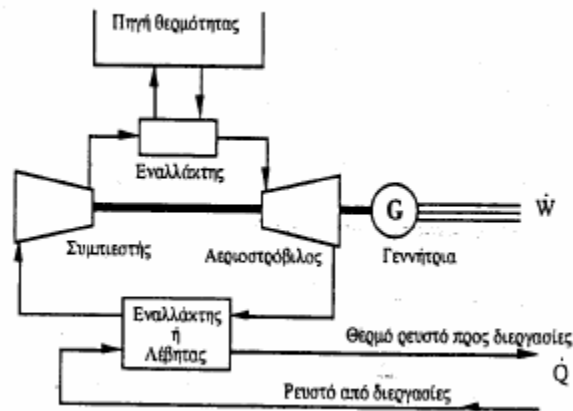 Πηγή θερμότητας
Εναλλάκτης
G
Ẇ
Συμπιεστής
Αεριοστρόβιλος
Γεννήτρια
Εναλλάκτης
ή
Λέβητας
Θερμό ρευστό προς διεργασίες
Q̇
Ρευστό από διεργασίες